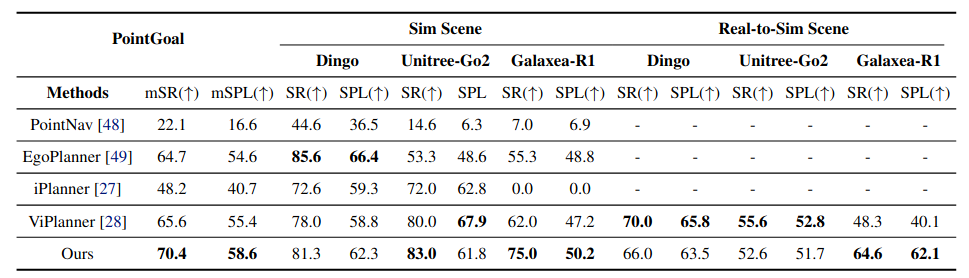 PointGoal Sim Scene Real-to-Sim Scene
Dingo Unitree-Go2 Galaxea-R1 Dingo Unitree-Go2 Galaxea-R1
Methods mSR(↑) mSPL(↑) SR(↑) SPL(↑) SR(↑) SPL SR(↑) SPL(↑) SR(↑) SPL(↑) SR(↑) SPL(↑) SR(↑) SPL(↑)
PointNav [48] 22.1 16.6 44.6 36.5 14.6 6.3 7.0 6.9 - - - - - -
EgoPlanner [49] 64.7 54.6 85.6 66.4 53.3 48.6 55.3 48.8 - - - - - -
iPlanner [27] 48.2 40.7 72.6 59.3 72.0 62.8 0.0 0.0 - - - - - -
ViPlanner [28] 65.6 55.4 78.0 58.8 80.0 67.9 62.0 47.2 70.0 65.8 55.6 52.8 48.3 40.1
Ours 70.4 58.6 81.3 62.3 83.0 61.8 75.0 50.2 66.0 63.5 52.6 51.7 64.6 62.1